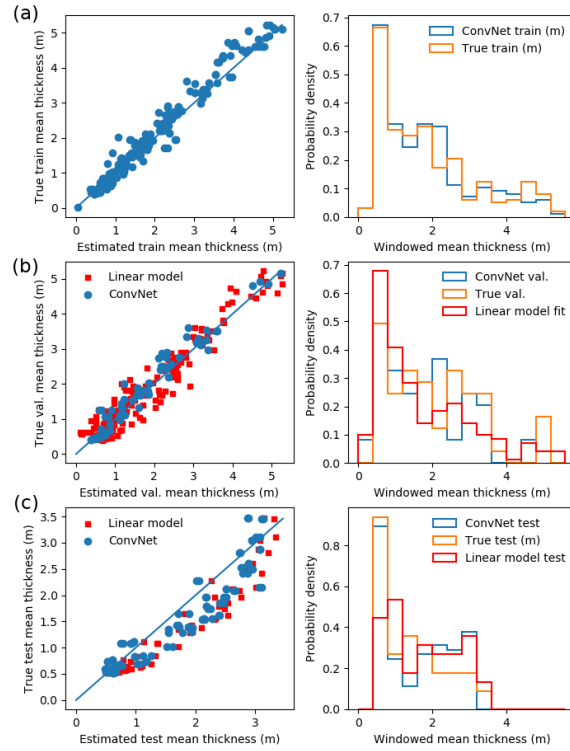 (a)
5
4
3
2
1
0
True train mean thickness (m)
0 1 2 3 4 5
Estimated train mean thickness (m)
0.7
0.6
0.5
0.4
0.3
0.2
0.1
0.0
Probability density
ConvNet train (m)
True train (m)
0 2 4
Windowed mean thickness (m)
(b)
5
4
3
2
1
0
True val. mean thickness (m)
Linear model
ConvNet
0 1 2 3 4 5
Estimated val. mean thickness (m)
0.8
0.7
0.6
0.5
0.4
0.3
0.2
0.1
0.0
Probability density
ConvNet val.
True val.
Linear model fit
0 2 4
Windowed mean thickness (m)
(c)
3.5
3.0
2.5
2.0
1.5
1.0
0.5
0.0
True test mean thickness (m)
Linear model
ConvNet
0 1 2 3
Estimated test mean thickness (m)
1.0
0.8
0.6
0.4
0.2
0.0
Probability density
ConvNet test
True test (m)
Linear model test
0 2 4
Windowed mean thickness (m)